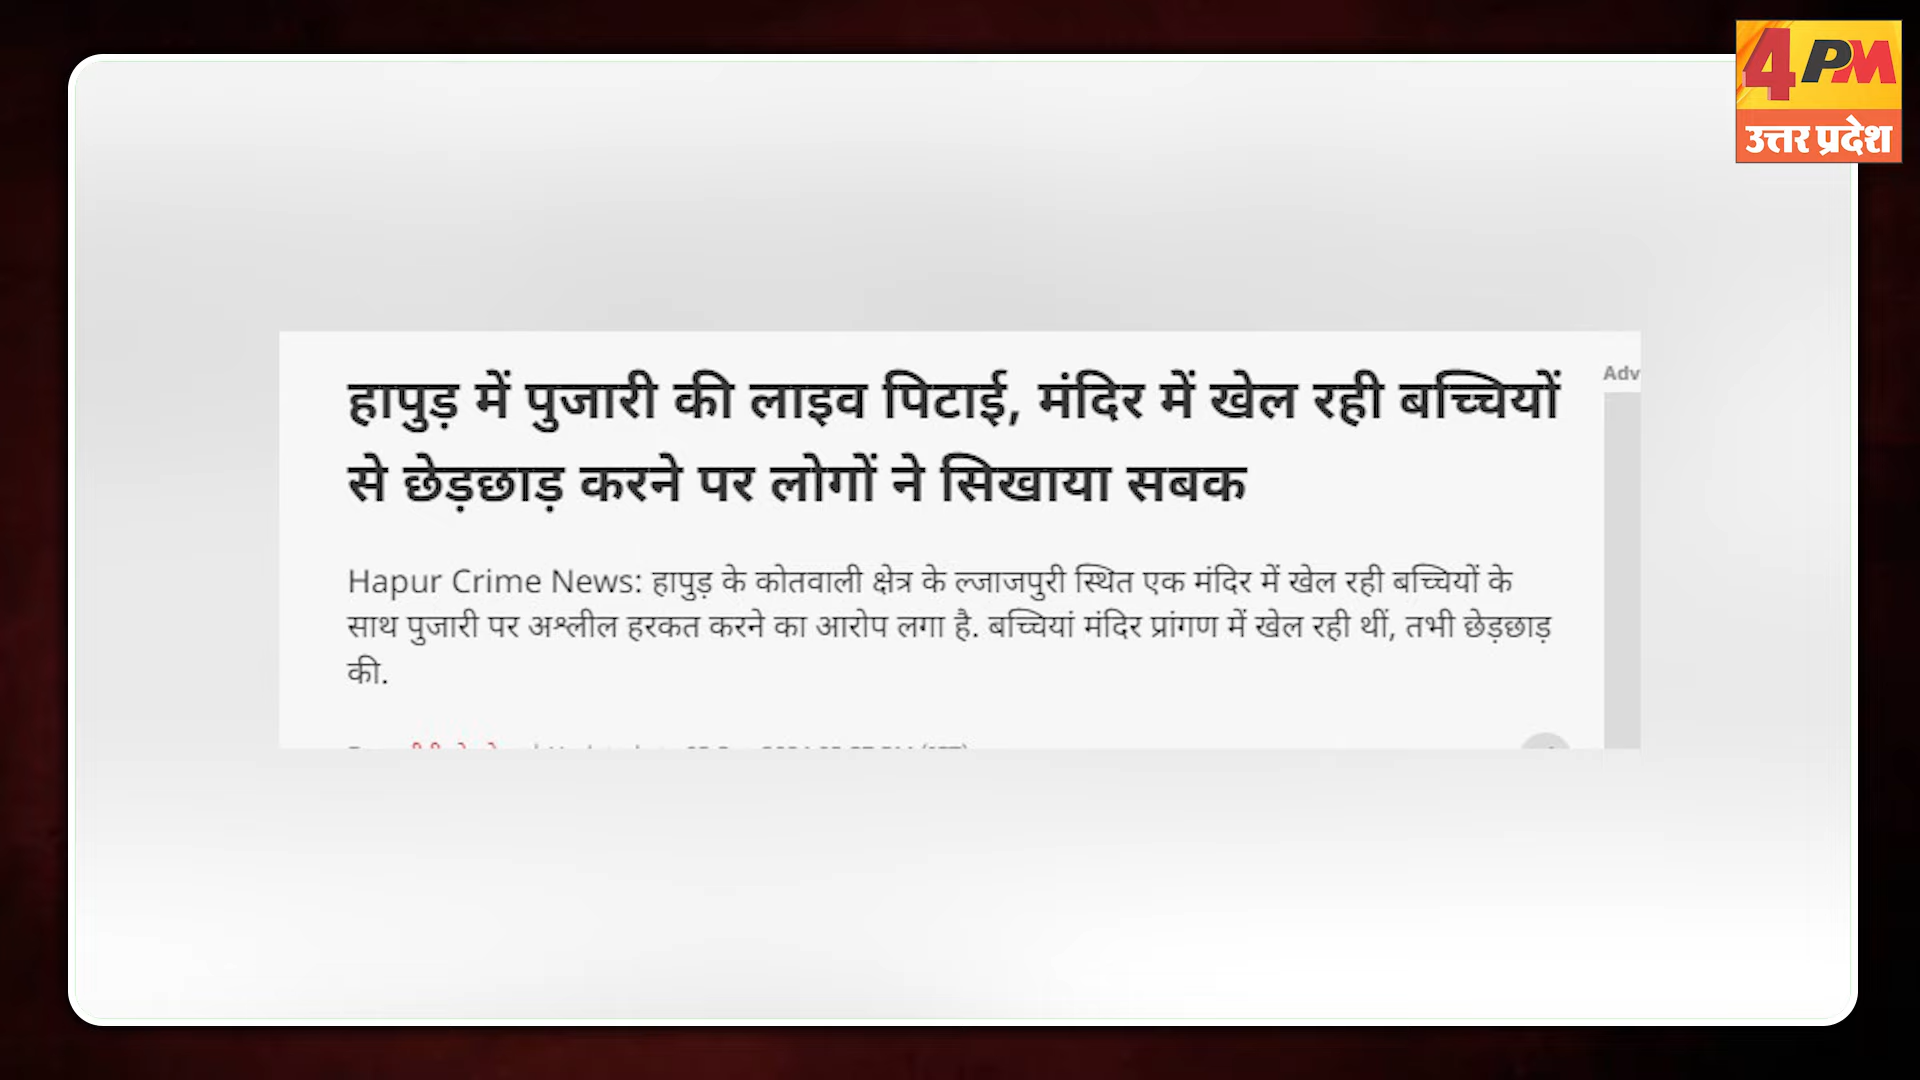 4PM
उत्तर प्रदेश
Adv
हापुड़ में पुजारी की लाइव पिटाई, मंदिर में खेल रही बच्चियों
से छेड़छाड़ करने पर लोगों ने सिखाया सबक
Hapur Crime News: हापुड़ के कोतवाली क्षेत्र के ल्जाजपुरी स्थित एक मंदिर में खेल रही बच्चियों के
साथ पुजारी पर अश्लील हरकत करने का आरोप लगा है. बच्चियां मंदिर प्रांगण में खेल रही थीं, तभी छेड़छाड़
की.